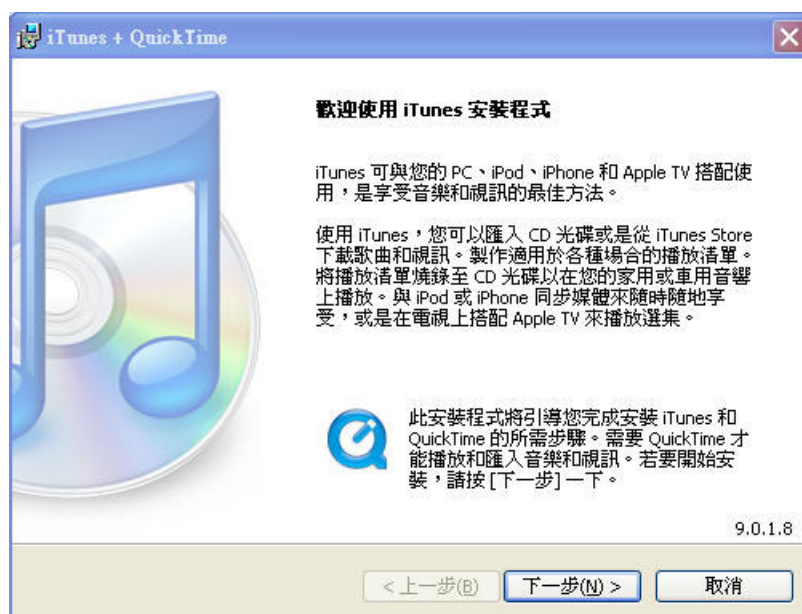 iTunes + QuickTime
歡迎使用 iTunes 安裝程式
iTunes 可與您的 PC、iPod、iPhone 和 Apple TV 搭配使
用，是享受音樂和視訊的最佳方法。
使用 iTunes，您可以匯入 CD 光碟或是從 iTunes Store
下載歌曲和視訊。製作適用於各種場合的播放清單。
將播放清單燒錄至 CD 光碟以在您的家用或車用音響
上播放。與 iPod 或 iPhone 同步媒體來隨時隨地享
受，或是在電視上搭配 Apple TV 來播放選集。
此安裝程式將引導您完成安裝 iTunes 和
QuickTime 的所需步驟。需要 QuickTime 才
能播放和匯入音樂和視訊。若要開始安
裝，請按 [下一步] 一下。
9.0.1.8
< 上一步(B)
下一步(N) >
取消